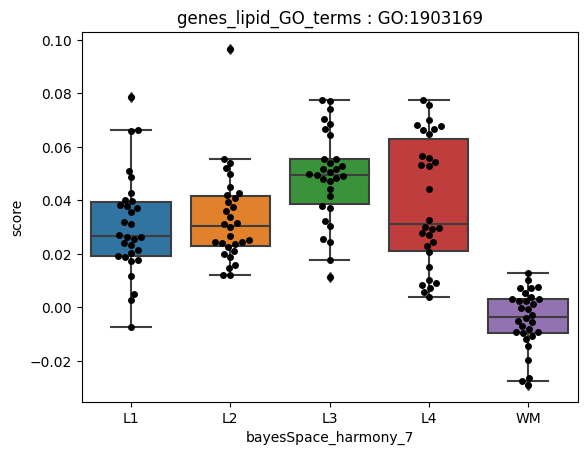 genes_lipid_GO_terms : GO:1903169
0.10
0.08
0.06
0.04
0.02
0.00
−0.02
score
L1 L2 L3 L4 WM
bayesSpace_harmony_7